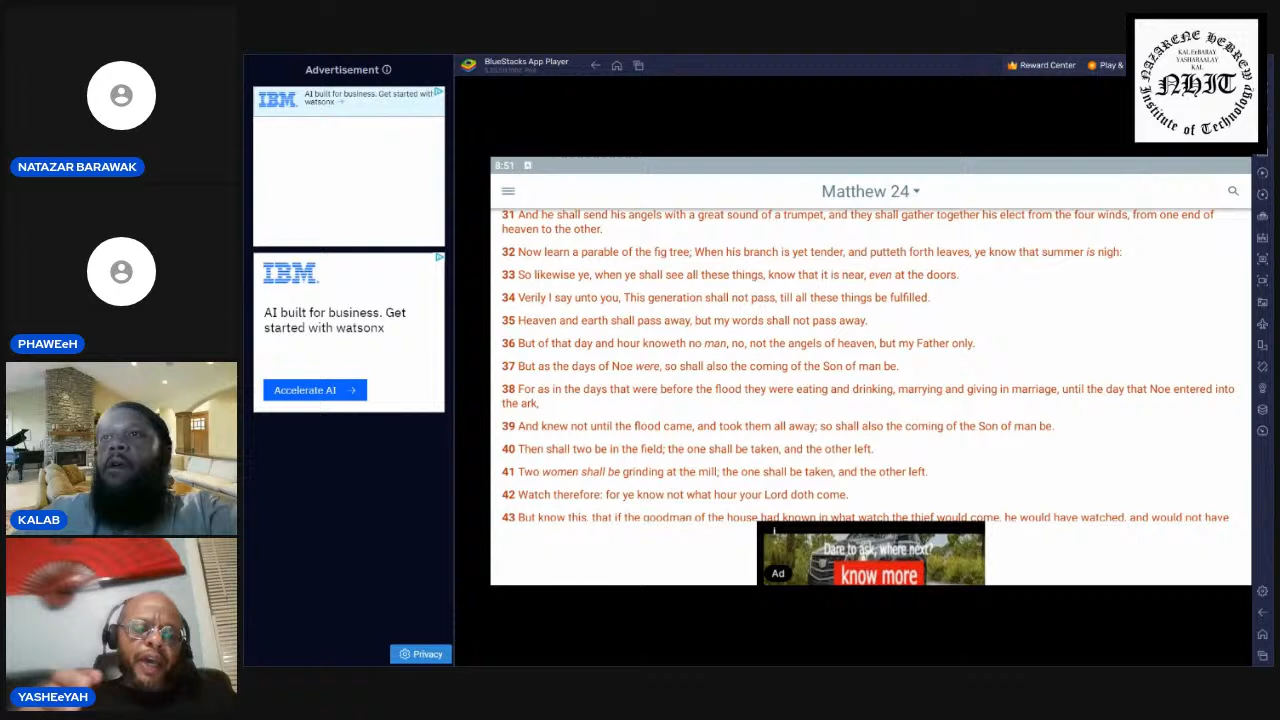 NATAZAR BARAWAK
PHAWEeH
KALAB
YASHEeYAH
Advertisement
IBM. AI built for business. Get started with
watsonx →
IBM.
AI built for business. Get
started with watsonx
Accelerate AI →
Privacy
BlueStacks App Player
Reward Center
Play &
NAZARENE HEBREW
KAL EeBARAY
YASHARAALAY
KAL
NHIT
Institute of Technology
8:51
Matthew 24
31 And he shall send his angels with a great sound of a trumpet, and they shall gather together his elect from the four winds, from one end of
heaven to the other.
32 Now learn a parable of the fig tree; When his branch is yet tender, and putteth forth leaves, ye know that summer is nigh:
33 So likewise ye, when ye shall see all these things, know that it is near, even at the doors.
34 Verily I say unto you, This generation shall not pass, till all these things be fulfilled.
35 Heaven and earth shall pass away, but my words shall not pass away.
36 But of that day and hour knoweth no man, no, not the angels of heaven, but my Father only.
37 But as the days of Noe were, so shall also the coming of the Son of man be.
38 For as in the days that were before the flood they were eating and drinking, marrying and giving in marriage, until the day that Noe entered into
the ark,
39 And knew not until the flood came, and took them all away; so shall also the coming of the Son of man be.
40 Then shall two be in the field; the one shall be taken, and the other left.
41 Two women shall be grinding at the mill; the one shall be taken, and the other left.
42 Watch therefore: for ye know not what hour your Lord doth come.
43 But know this, that if the goodman of the house had known in what watch the thief would come, he would have watched, and would not have
Dare to ask, where next?
Ad
know more